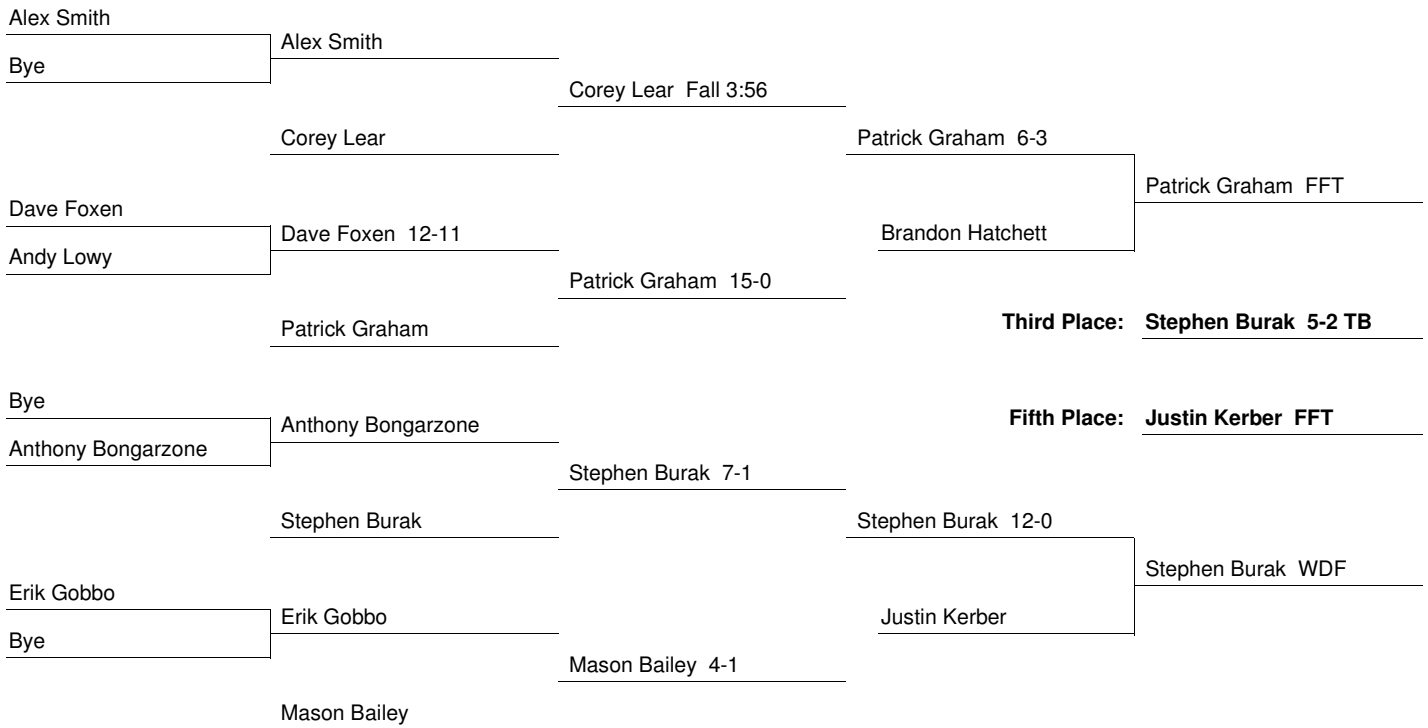 Alex Smith
Alex Smith
Bye
Corey Lear Fall 3:56
Corey Lear
Patrick Graham 6-3
Patrick Graham FFT
Dave Foxen
Dave Foxen 12-11
Brandon Hatchett
Andy Lowy
Patrick Graham 15-0
Patrick Graham
Third Place: Stephen Burak 5-2 TB
Bye
Anthony Bongarzone
Fifth Place: Justin Kerber FFT
Anthony Bongarzone
Stephen Burak 7-1
Stephen Burak
Stephen Burak 12-0
Stephen Burak WDF
Erik Gobbo
Erik Gobbo
Justin Kerber
Bye
Mason Bailey 4-1
Mason Bailey